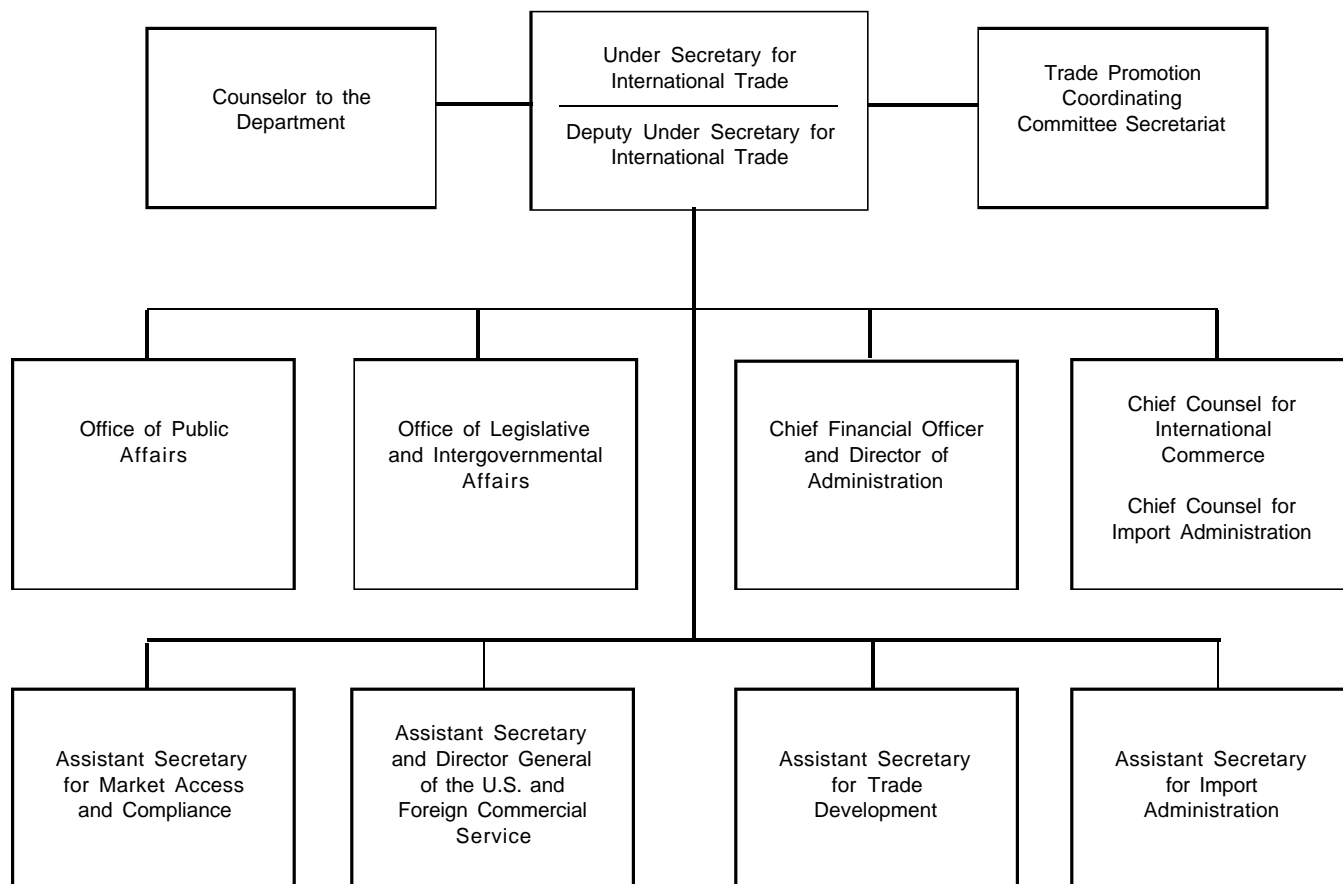 Counselor to the
Department
Under Secretary for
International Trade
Deputy Under Secretary for
International Trade
Trade Promotion
Coordinating
Committee Secretariat
Office of Public
Affairs
Office of Legislative
and Intergovernmental
Affairs
Chief Financial Officer
and Director of
Administration
Chief Counsel for
International
Commerce
Chief Counsel for
Import Administration
Assistant Secretary
for Market Access
and Compliance
Assistant Secretary
and Director General
of the U.S. and
Foreign Commercial
Service
Assistant Secretary
for Trade
Development
Assistant Secretary
for Import
Administration